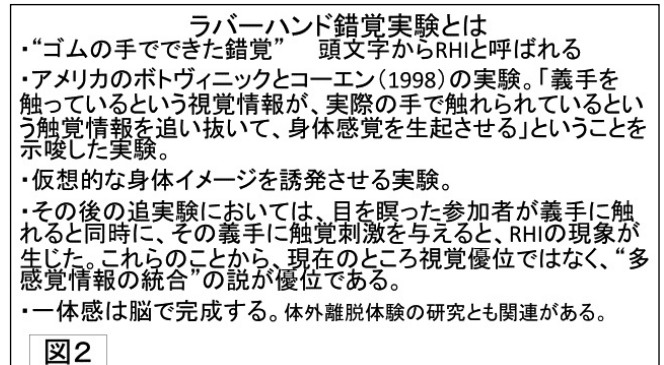 ラバーハンド錯覚実験とは
・“ゴムの手でできた錯覚”　頭文字からRHIと呼ばれる
・アメリカのボトヴィニックとコーエン（1998）の実験。「義手を
触っているという視覚情報が、実際の手で触れられているとい
う触覚情報を追い抜いて、身体感覚を生起させる」ということを
示唆した実験。
・仮想的な身体イメージを誘発させる実験。
・その後の追実験においては、目を瞑った参加者が義手に触
れると同時に、その義手に触覚刺激を与えると、RHIの現象が
生じた。これらのことから、現在のところ視覚優位ではなく、“多
感覚情報の統合”の説が優位である。
・一体感は脳で完成する。体外離脱体験の研究とも関連がある。
図２